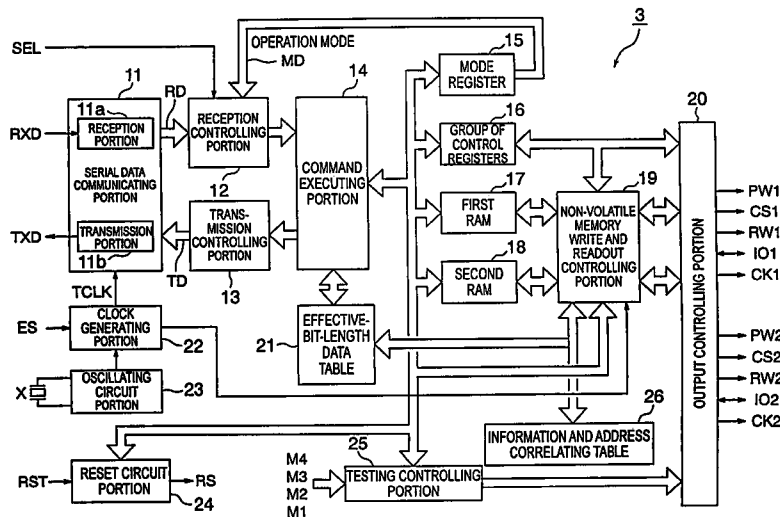 3
SEL
OPERATION MODE
MD
15
MODE
REGISTER
14
11
11a
RD
RXD
RECEPTION
PORTION
RECEPTION
CONTROLLING
PORTION
12
SERIAL DATA
COMMUNICATING
PORTION
COMMAND
EXECUTING
PORTION
16
GROUP OF
CONTROL
REGISTERS
20
17
FIRST
RAM
18
SECOND
RAM
19
NON-VOLATILE
MEMORY
WRITE AND
READOUT
CONTROLLING
PORTION
TXD
TRANSMISSION
PORTION
11b
TD
TRANS-
MISSION
CONTROLLING
PORTION
13
TCLK
ES
CLOCK
GENERATING
PORTION
22
21
EFFECTIVE-
BIT-LENGTH
DATA
TABLE
X
OSCILLATING
CIRCUIT
PORTION
23
26
INFORMATION AND ADDRESS
CORRELATING TABLE
OUTPUT CONTROLLING PORTION
PW1
CS1
RW1
IO1
CK1
PW2
CS2
RW2
IO2
CK2
RST
RESET CIRCUIT
PORTION
24
RS
M4
M3
M2
M1
25
TESTING CONTROLLING
PORTION